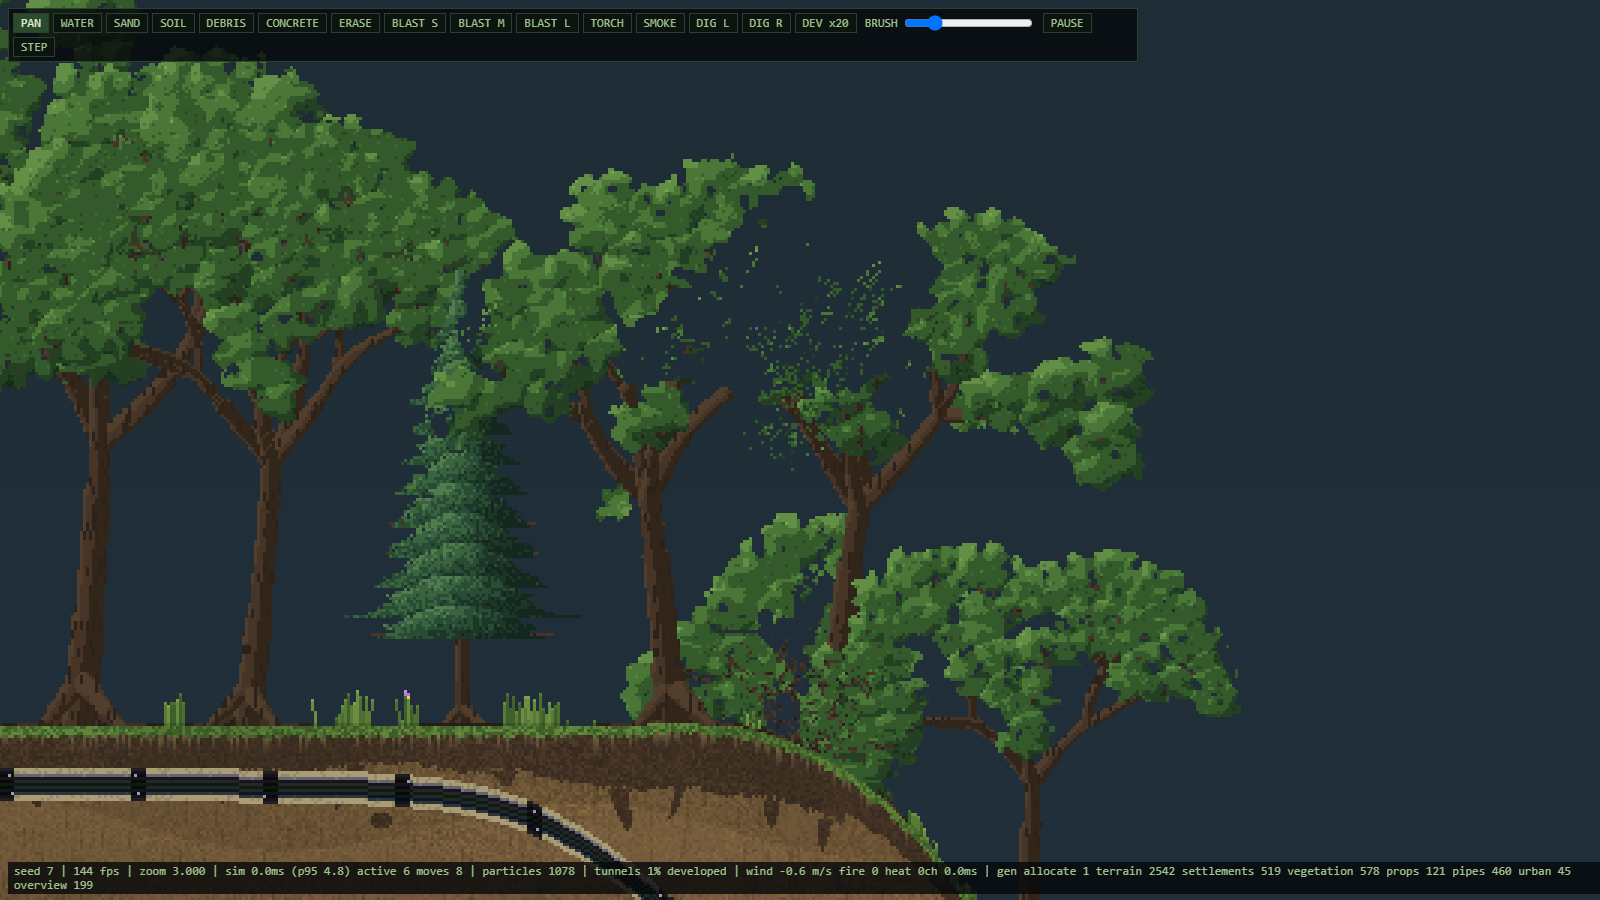 PAN WATER SAND SOIL DEBRIS CONCRETE ERASE BLAST S BLAST M BLAST L TORCH SMOKE DIG L DIG R DEV x20 BRUSH PAUSE
STEP
seed 7 | 144 fps | zoom 3.000 | sim 0.0ms (p95 4.8) active 6 moves 8 | particles 1078 | tunnels 1% developed | wind -0.6 m/s fire 0 heat 0ch 0.0ms | gen allocate 1 terrain 2542 settlements 519 vegetation 578 props 121 pipes 460 urban 45
overview 199